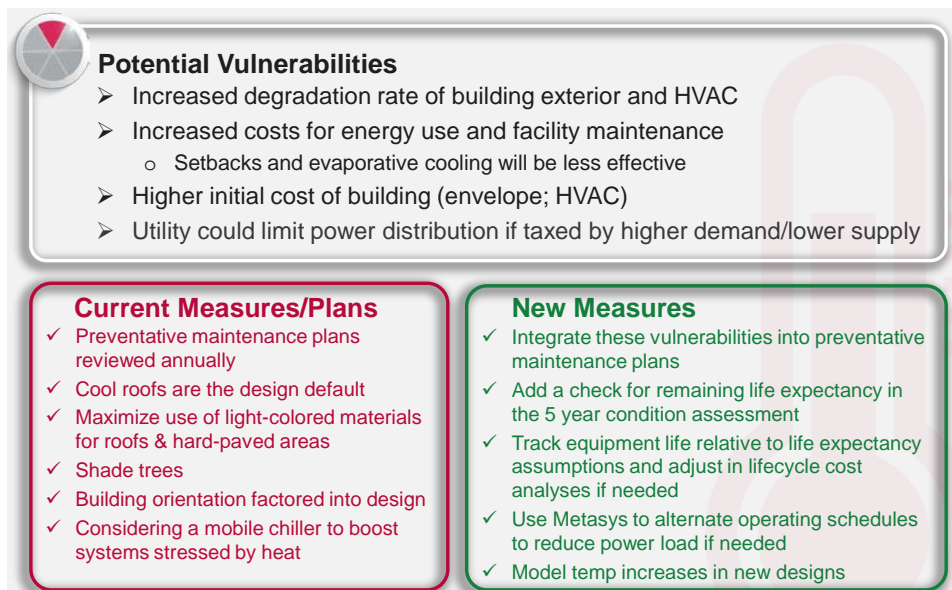 Potential Vulnerabilities
➢ Increased degradation rate of building exterior and HVAC
➢ Increased costs for energy use and facility maintenance
o Setbacks and evaporative cooling will be less effective
➢ Higher initial cost of building (envelope; HVAC)
➢ Utility could limit power distribution if taxed by higher demand/lower supply
Current Measures/Plans
✓ Preventative maintenance plans
reviewed annually
✓ Cool roofs are the design default
✓ Maximize use of light-colored materials
for roofs & hard-paved areas
✓ Shade trees
✓ Building orientation factored into design
✓ Considering a mobile chiller to boost
systems stressed by heat
New Measures
✓ Integrate these vulnerabilities into preventative
maintenance plans
✓ Add a check for remaining life expectancy in
the 5 year condition assessment
✓ Track equipment life relative to life expectancy
assumptions and adjust in lifecycle cost
analyses if needed
✓ Use Metasys to alternate operating schedules
to reduce power load if needed
✓ Model temp increases in new designs